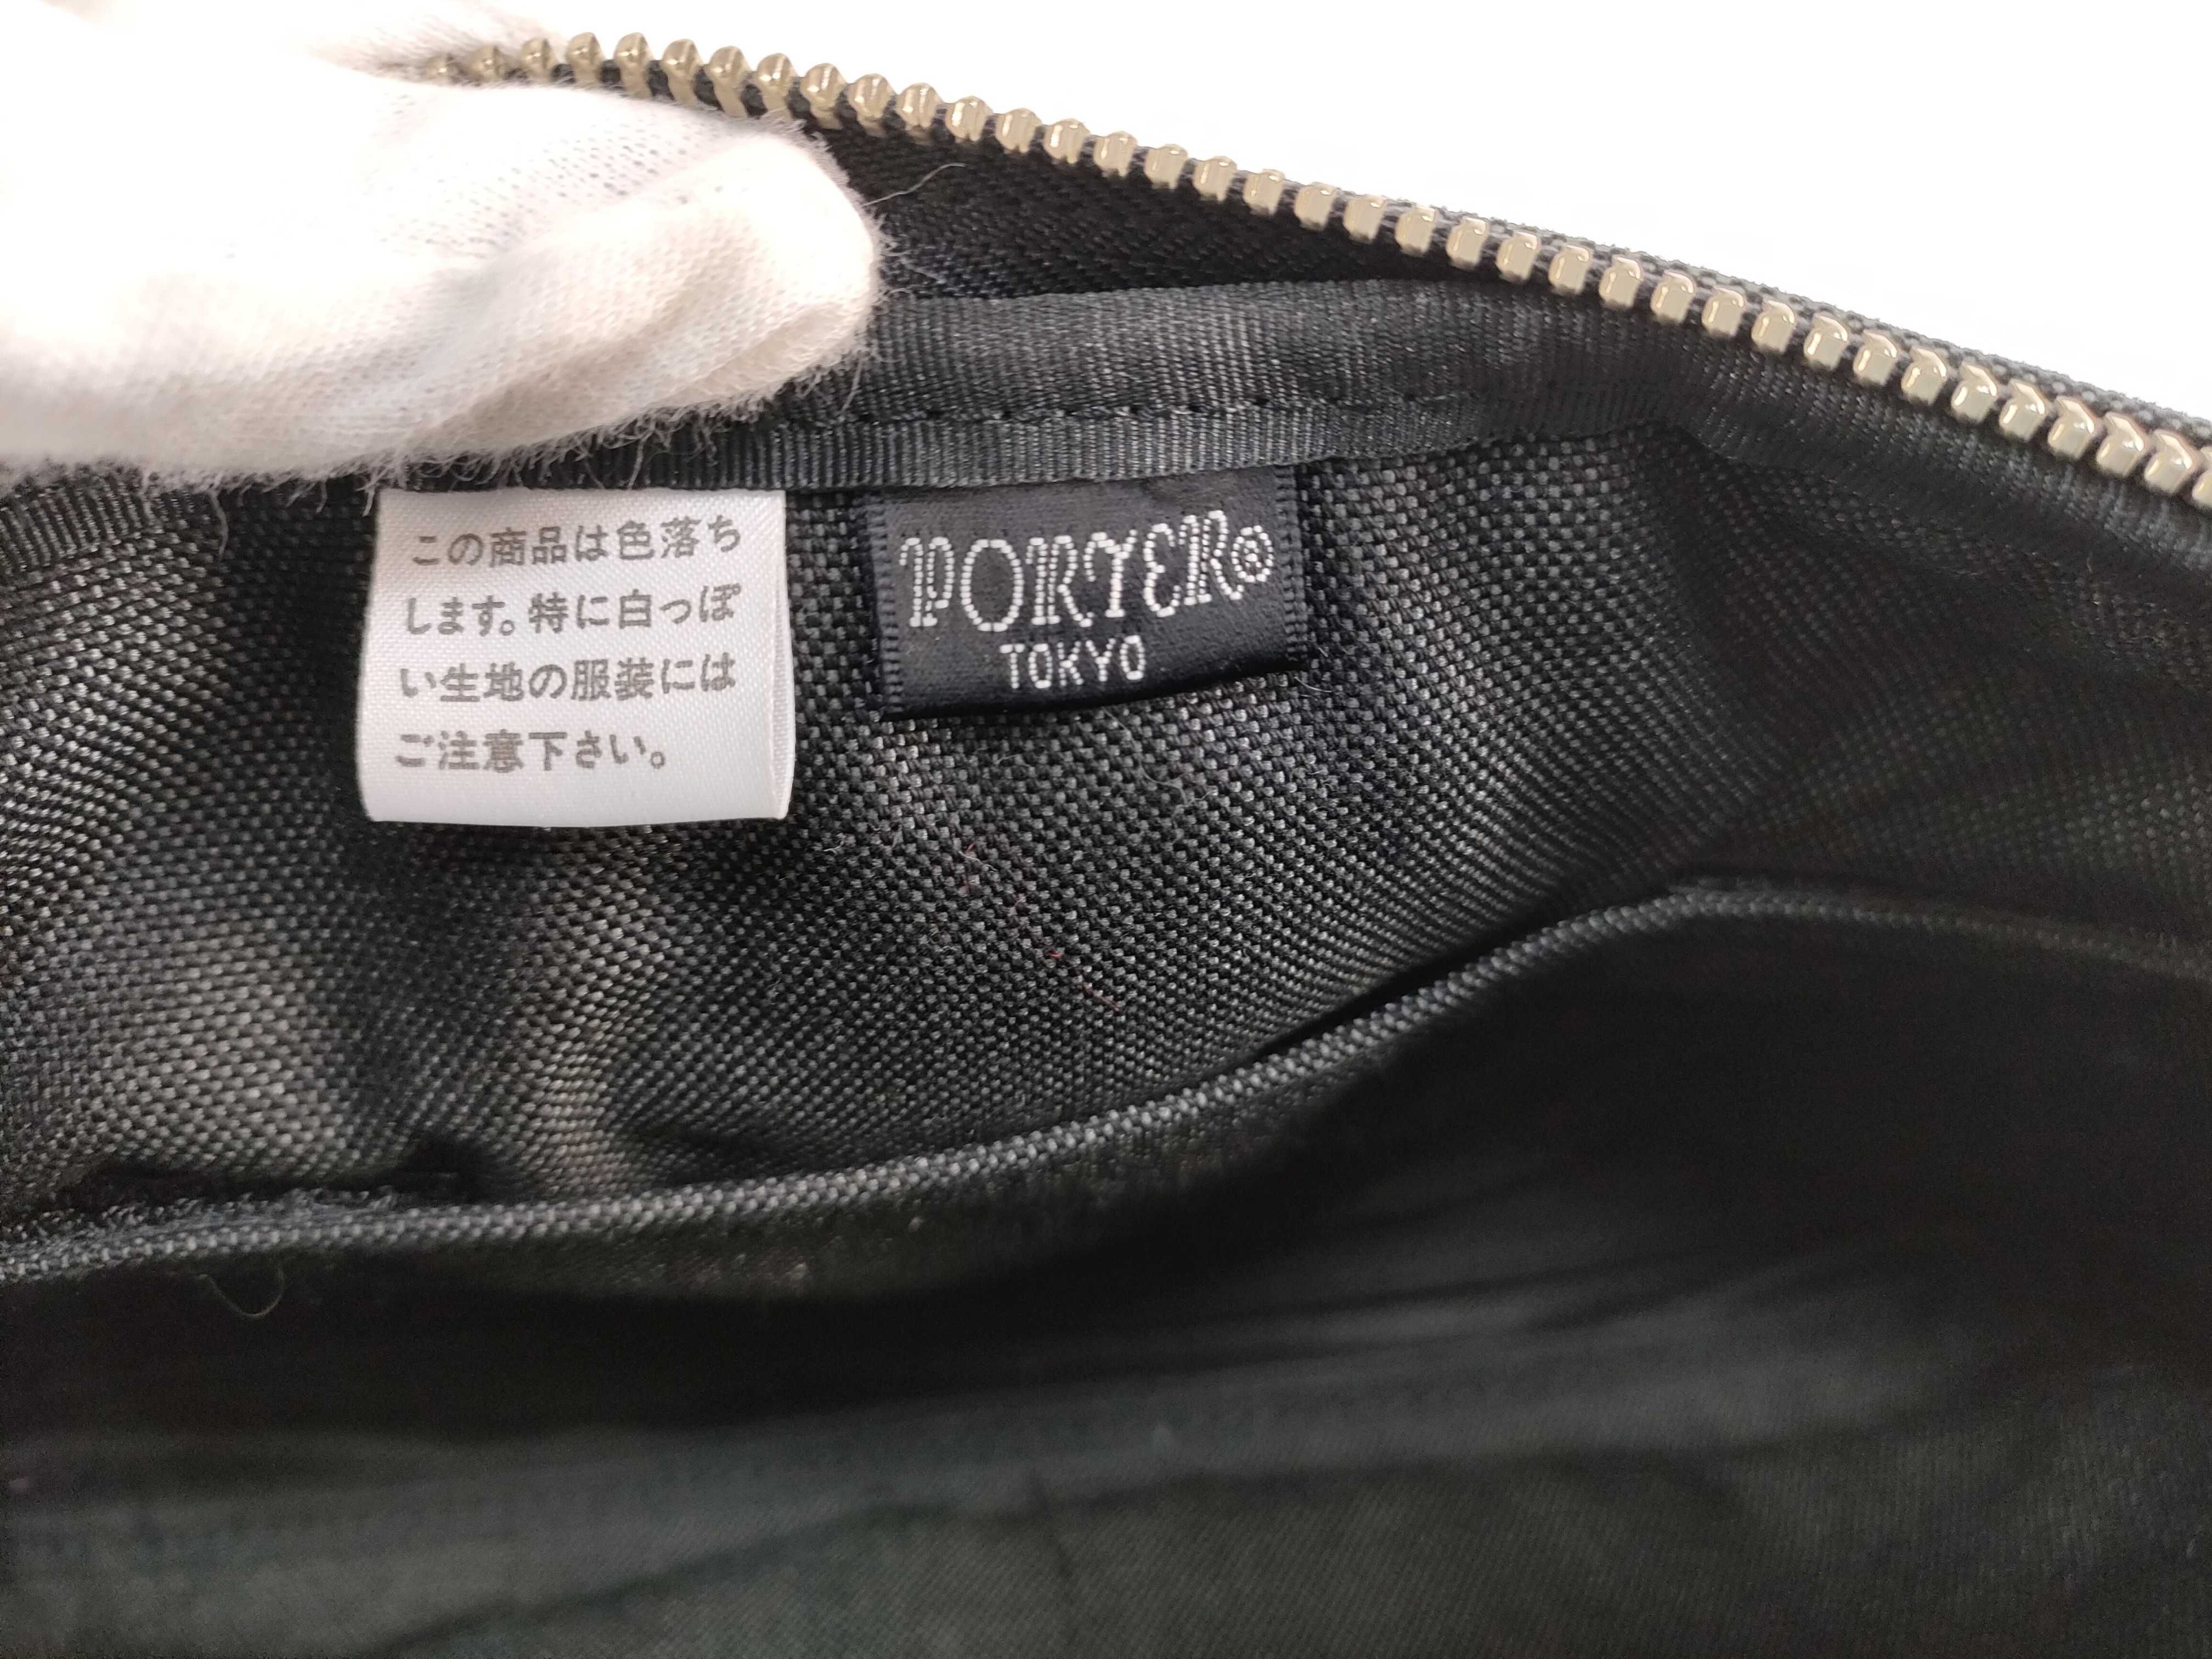 この商品は色落ち
します。特に白っぽ
い生地の服装には
ご注意下さい。
PORTER®
TOKYO